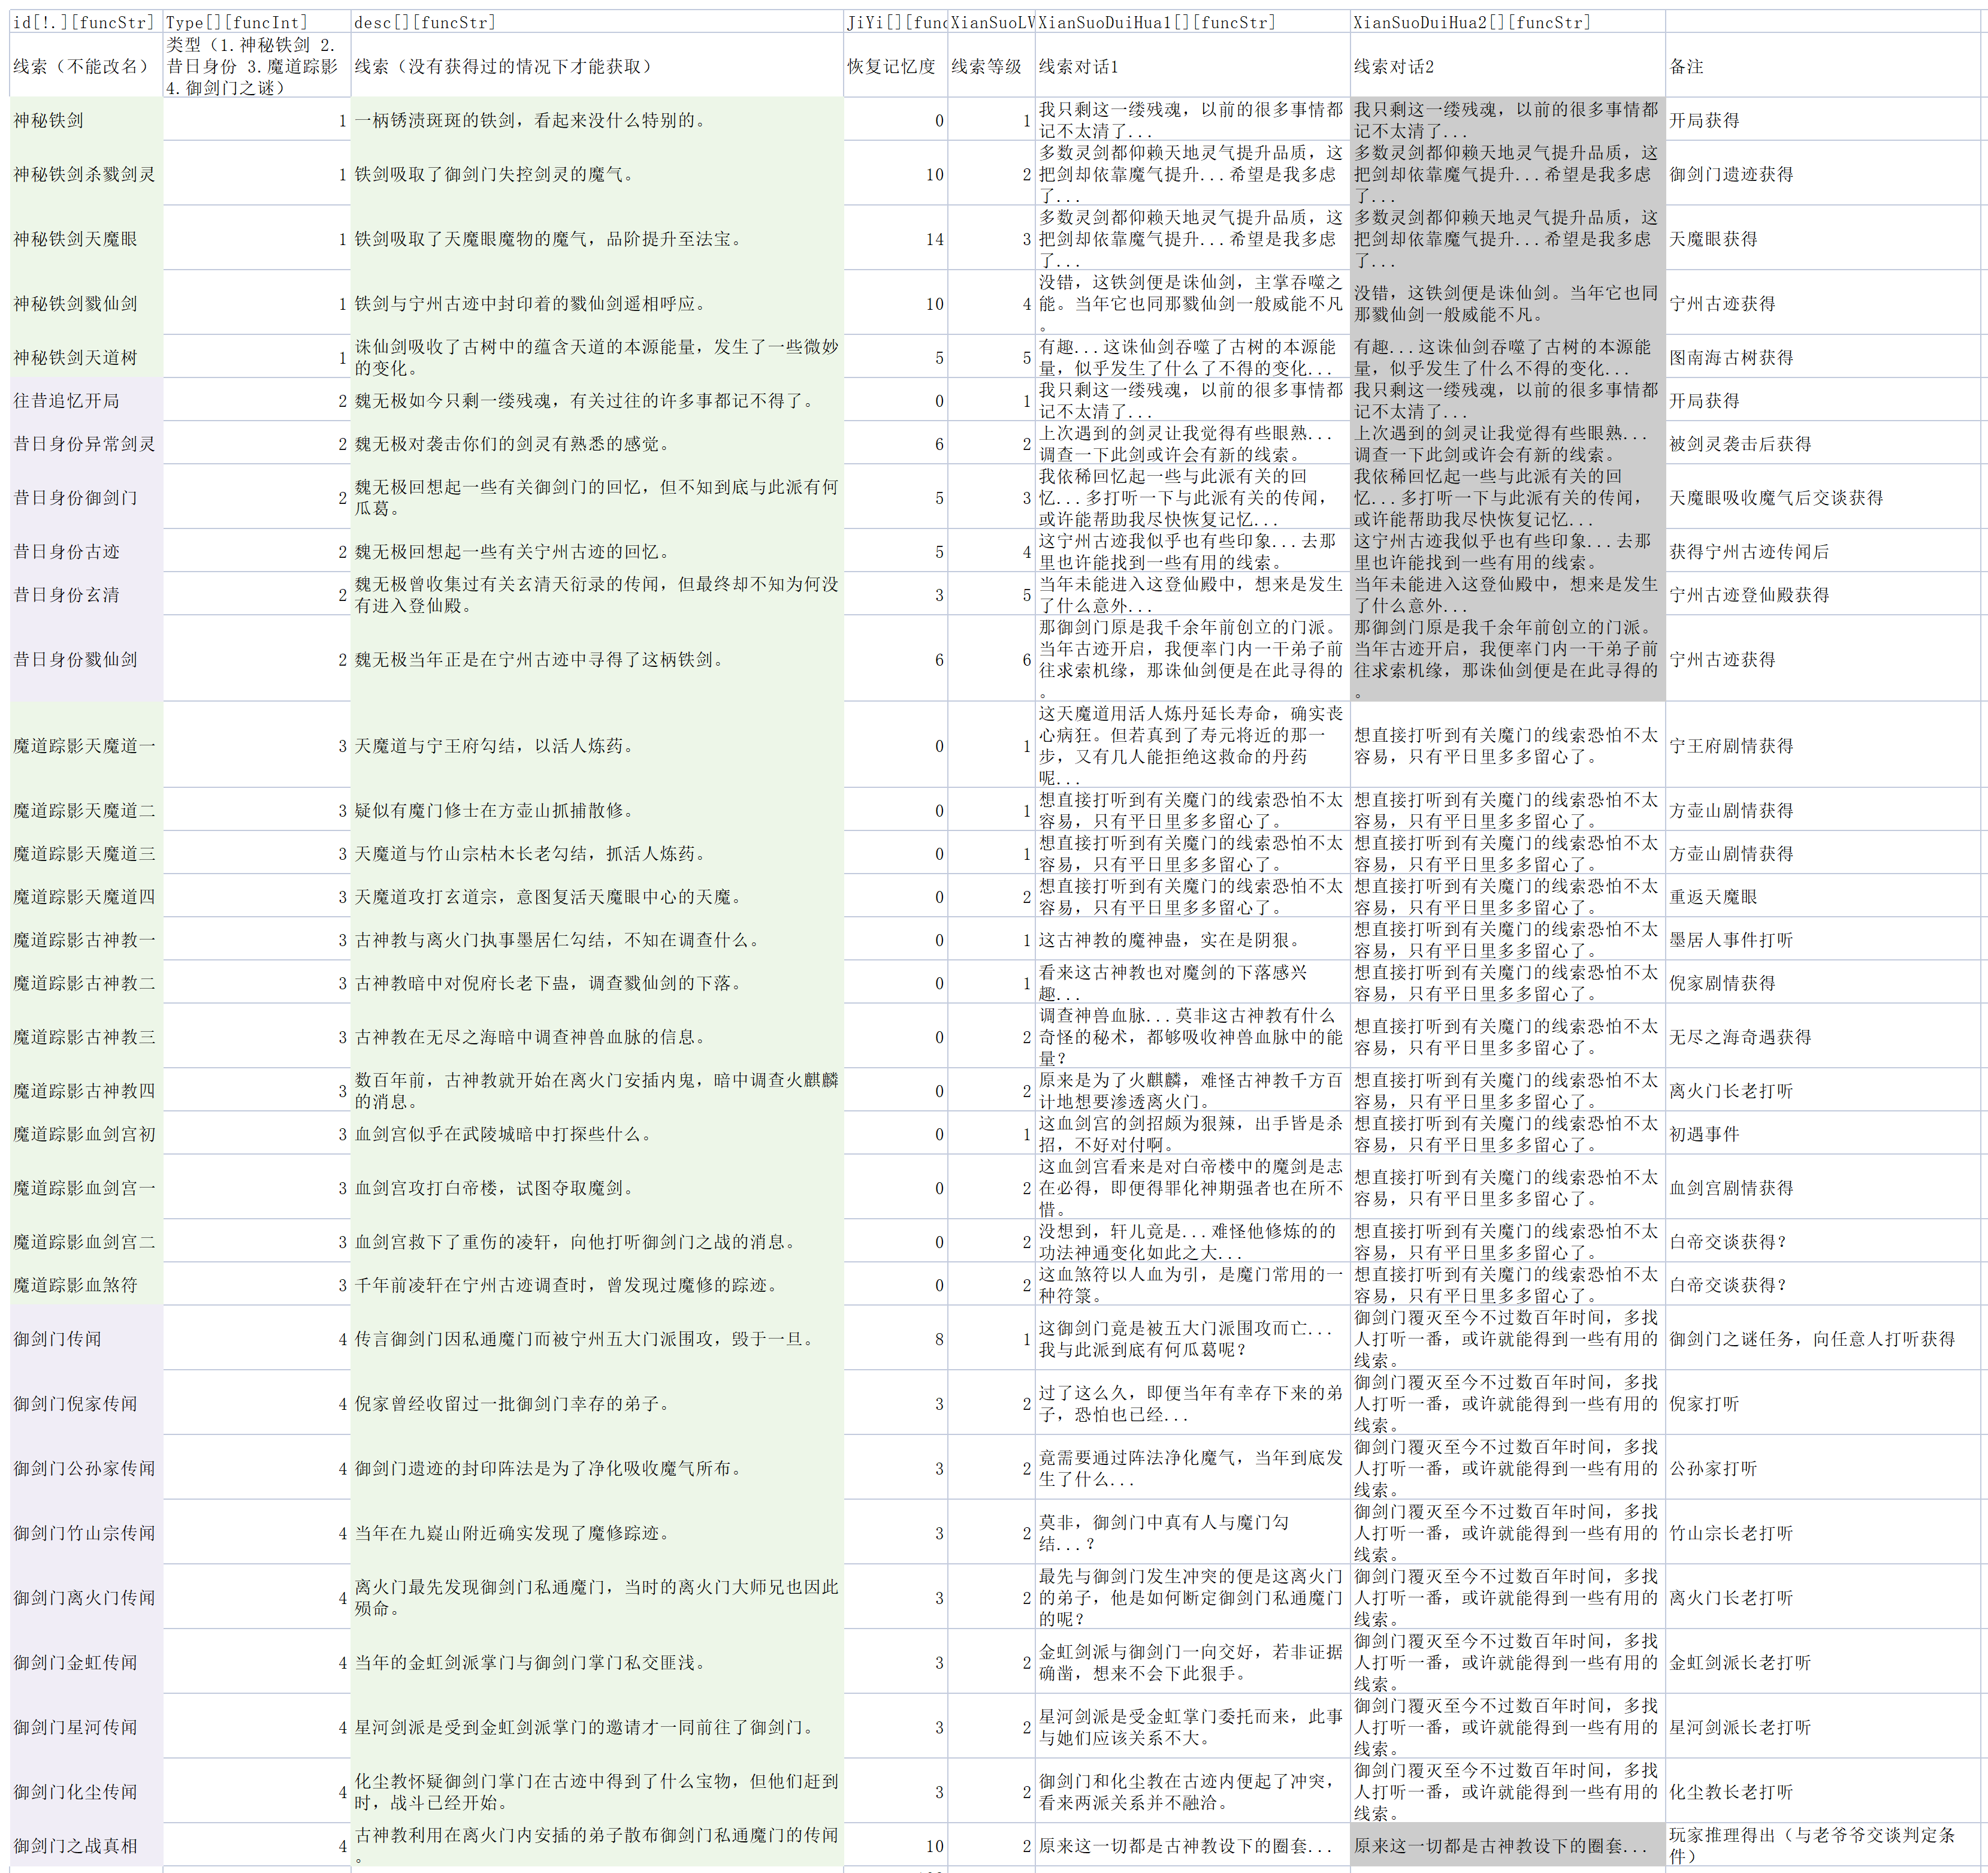 id[!.][funcStr] Type[][funcInt] desc[][funcStr] JiYi[][func XianSuoLV XianSuoDuiHua1[][funcStr] XianSuoDuiHua2[][funcStr]
线索（不能改名）
类型（1.神秘铁剑 2.
昔日身份 3.魔道踪影
4.御剑门之谜）
线索（没有获得过的情况下才能获取）
恢复记忆度
线索等级
线索对话1
线索对话2
备注
神秘铁剑
1
一柄锈渍斑斑的铁剑，看起来没什么特别的。
0
1
我只剩这一缕残魂，以前的很多事情都
记不太清了...
我只剩这一缕残魂，以前的很多事情都
记不太清了...
开局获得
神秘铁剑杀戮剑灵
1
铁剑吸取了御剑门失控剑灵的魔气。
10
2
多数灵剑都仰赖天地灵气提升品质，这
把剑却依靠魔气提升...希望是我多虑
了...
多数灵剑都仰赖天地灵气提升品质，这
把剑却依靠魔气提升...希望是我多虑
了...
御剑门遗迹获得
神秘铁剑天魔眼
1
铁剑吸取了天魔眼魔物的魔气，品阶提升至法宝。
14
3
多数灵剑都仰赖天地灵气提升品质，这
把剑却依靠魔气提升...希望是我多虑
了...
多数灵剑都仰赖天地灵气提升品质，这
把剑却依靠魔气提升...希望是我多虑
了...
天魔眼获得
神秘铁剑戮仙剑
1
铁剑与宁州古迹中封印着的戮仙剑遥相呼应。
10
4
没错，这铁剑便是诛仙剑，主掌吞噬之
能。当年它也同那戮仙剑一般威能不凡
。
没错，这铁剑便是诛仙剑。当年它也同
那戮仙剑一般威能不凡。
宁州古迹获得
神秘铁剑天道树
1
诛仙剑吸收了古树中的蕴含天道的本源能量，发生了一些微妙
的变化。
5
5
有趣...这诛仙剑吞噬了古树的本源能
量，似乎发生了什么了不得的变化...
有趣...这诛仙剑吞噬了古树的本源能
量，似乎发生了什么不得的变化...
图南海古树获得
往昔追忆开局
2
魏无极如今只剩一缕残魂，有关过往的许多事都记不得了。
0
1
我只剩这一缕残魂，以前的很多事情都
记不太清了...
我只剩这一缕残魂，以前的很多事情都
记不太清了...
开局获得
昔日身份异常剑灵
2
魏无极对袭击你们的剑灵有熟悉的感觉。
6
2
上次遇到的剑灵让我觉得有些眼熟...
调查一下此剑或许会有新的线索。
上次遇到的剑灵让我觉得有些眼熟...
调查一下此剑或许会有新的线索。
被剑灵袭击后获得
昔日身份御剑门
2
魏无极回想起一些有关御剑门的回忆，但不知到底与此派有何
瓜葛。
5
3
我依稀回忆起一些与此派有关的回
忆...多打听一下与此派有关的传闻，
或许能帮助我尽快恢复记忆...
我依稀回忆起一些与此派有关的回
忆...多打听一下与此派有关的传闻，
或许能帮助我尽快恢复记忆...
天魔眼吸收魔气后交谈获得
昔日身份古迹
2
魏无极回想起一些有关宁州古迹的回忆。
5
4
这宁州古迹我似乎也有些印象...去那
里也许能找到一些有用的线索。
这宁州古迹我似乎也有些印象...去那
里也许能找到一些有用的线索。
获得宁州古迹传闻后
昔日身份玄清
2
魏无极曾收集过有关玄清天衍录的传闻，但最终却不知为何没
有进入登仙殿。
3
5
当年未能进入这登仙殿中，想来是发生
了什么意外...
当年未能进入这登仙殿中，想来是发生
了什么意外...
宁州古迹登仙殿获得
昔日身份戮仙剑
2
魏无极当年正是在宁州古迹中寻得了这柄铁剑。
6
6
那御剑门原是我千余年前创立的门派。
当年古迹开启，我便率门内一干弟子前
往求索机缘，那诛仙剑便是在此寻得的
。
那御剑门原是我千余年前创立的门派。
当年古迹开启，我便率门内一干弟子前
往求索机缘，那诛仙剑便是在此寻得的
。
宁州古迹获得
魔道踪影天魔道一
3
天魔道与宁王府勾结，以活人炼药。
0
1
这天魔道用活人炼丹延长寿命，确实丧
心病狂。但若真到了寿元将近的那一
步，又有几人能拒绝这救命的丹药
呢...
想直接打听到有关魔门的线索恐怕不太
容易，只有平日里多多留心了。
宁王府剧情获得
魔道踪影天魔道二
3
疑似有魔门修士在方壶山抓捕散修。
0
1
想直接打听到有关魔门的线索恐怕不太
容易，只有平日里多多留心了。
想直接打听到有关魔门的线索恐怕不太
容易，只有平日里多多留心了。
方壶山剧情获得
魔道踪影天魔道三
3
天魔道与竹山宗枯木长老勾结，抓活人炼药。
0
1
想直接打听到有关魔门的线索恐怕不太
容易，只有平日里多多留心了。
想直接打听到有关魔门的线索恐怕不太
容易，只有平日里多多留心了。
方壶山剧情获得
魔道踪影天魔道四
3
天魔道攻打玄道宗，意图复活天魔眼中心的天魔。
0
2
想直接打听到有关魔门的线索恐怕不太
容易，只有平日里多多留心了。
想直接打听到有关魔门的线索恐怕不太
容易，只有平日里多多留心了。
重返天魔眼
魔道踪影古神教一
3
古神教与离火门执事墨居仁勾结，不知在调查什么。
0
1
这古神教的魔神蛊，实在是阴狠。
想直接打听到有关魔门的线索恐怕不太
容易，只有平日里多多留心了。
墨居人事件打听
魔道踪影古神教二
3
古神教暗中对倪府长老下蛊，调查戮仙剑的下落。
0
1
看来这古神教也对魔剑的下落感兴
趣...
想直接打听到有关魔门的线索恐怕不太
容易，只有平日里多多留心了。
倪家剧情获得
魔道踪影古神教三
3
古神教在无尽之海暗中调查神兽血脉的信息。
0
2
调查神兽血脉...莫非这古神教有什么
奇怪的秘术，都够吸收神兽血脉中的能
量？
想直接打听到有关魔门的线索恐怕不太
容易，只有平日里多多留心了。
无尽之海奇遇获得
魔道踪影古神教四
3
数百年前，古神教就开始在离火门安插内鬼，暗中调查火麒麟
的消息。
0
2
原来是为了火麒麟，难怪古神教千方百
计地想要渗透离火门。
想直接打听到有关魔门的线索恐怕不太
容易，只有平日里多多留心了。
离火门长老打听
魔道踪影血剑宫初
3
血剑宫似乎在武陵城暗中打探些什么。
0
1
这血剑宫的剑招颇为狠辣，出手皆是杀
招，不好对付啊。
想直接打听到有关魔门的线索恐怕不太
容易，只有平日里多多留心了。
初遇事件
魔道踪影血剑宫一
3
血剑宫攻打白帝楼，试图夺取魔剑。
0
2
这血剑宫看来是对白帝楼中的魔剑是志
在必得，即便得罪化神期强者也在所不
惜。
想直接打听到有关魔门的线索恐怕不太
容易，只有平日里多多留心了。
血剑宫剧情获得
魔道踪影血剑宫二
3
血剑宫救下了重伤的凌轩，向他打听御剑门之战的消息。
0
2
没想到，轩儿竟是...难怪他修炼的的
功法神通变化如此之大...
想直接打听到有关魔门的线索恐怕不太
容易，只有平日里多多留心了。
白帝交谈获得？
魔道踪影血煞符
3
千年前凌轩在宁州古迹调查时，曾发现过魔修的踪迹。
0
2
这血煞符以人血为引，是魔门常用的一
种符箓。
想直接打听到有关魔门的线索恐怕不太
容易，只有平日里多多留心了。
白帝交谈获得？
御剑门传闻
4
传言御剑门因私通魔门而被宁州五大门派围攻，毁于一旦。
8
1
这御剑门竟是被五大门派围攻而亡...
我与此派到底有何瓜葛呢？
御剑门覆灭至今不过数百年时间，多找
人打听一番，或许就能得到一些有用的
线索。
御剑门之谜任务，向任意人打听获得
御剑门倪家传闻
4
倪家曾经收留过一批御剑门幸存的弟子。
3
2
过了这么久，即便当年有幸存下来的弟
子，恐怕也已经...
御剑门覆灭至今不过数百年时间，多找
人打听一番，或许就能得到一些有用的
线索。
倪家打听
御剑门公孙家传闻
4
御剑门遗迹的封印阵法是为了净化吸收魔气所布。
3
2
竟需要通过阵法净化魔气，当年到底发
生了什么...
御剑门覆灭至今不过数百年时间，多找
人打听一番，或许就能得到一些有用的
线索。
公孙家打听
御剑门竹山宗传闻
4
当年在九嶷山附近确实发现了魔修踪迹。
3
2
莫非，御剑门中真有人与魔门勾
结...？
御剑门覆灭至今不过数百年时间，多找
人打听一番，或许就能得到一些有用的
线索。
竹山宗长老打听
御剑门离火门传闻
4
离火门最先发现御剑门私通魔门，当时的离火门大师兄也因此
殒命。
3
2
最先与御剑门发生冲突的便是这离火门
的弟子，他是如何断定御剑门私通魔门
的呢？
御剑门覆灭至今不过数百年时间，多找
人打听一番，或许就能得到一些有用的
线索。
离火门长老打听
御剑门金虹传闻
4
当年的金虹剑派掌门与御剑门掌门私交匪浅。
3
2
金虹剑派与御剑门一向交好，若非证据
确凿，想来不会下此狠手。
御剑门覆灭至今不过数百年时间，多找
人打听一番，或许就能得到一些有用的
线索。
金虹剑派长老打听
御剑门星河传闻
4
星河剑派是受到金虹剑派掌门的邀请才一同前往了御剑门。
3
2
星河剑派是受金虹掌门委托而来，此事
与她们应该关系不大。
御剑门覆灭至今不过数百年时间，多找
人打听一番，或许就能得到一些有用的
线索。
星河剑派长老打听
御剑门化尘传闻
4
化尘教怀疑御剑门掌门在古迹中得到了什么宝物，但他们赶到
时，战斗已经开始。
3
2
御剑门和化尘教在古迹内便起了冲突，
看来两派关系并不融洽。
御剑门覆灭至今不过数百年时间，多找
人打听一番，或许就能得到一些有用的
线索。
化尘教长老打听
御剑门之战真相
4
古神教利用在离火门内安插的弟子散布御剑门私通魔门的传闻
。
10
2
原来这一切都是古神教设下的圈套...
原来这一切都是古神教设下的圈套...
玩家推理得出（与老爷爷交谈判定条
件）